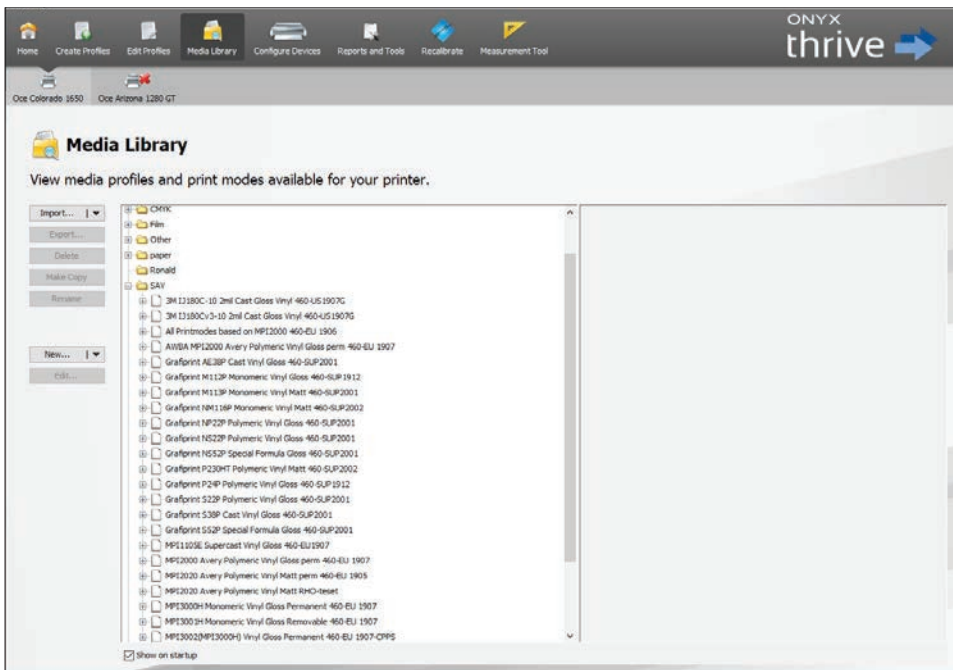 ONYX
thrive
Home Create Profiles Edit Profiles Media Library Configure Devices Reports and Tools Recalibrate Measurement Tool
Oce Colorado 1650 Oce Arizona 1280 GT
Media Library
View media profiles and print modes available for your printer.
Import...
Export...
Delete
Make Copy
Rename
New...
Edit...
CMYK
Film
Other
paper
Ronald
SAV
3M IJ180C-10 2mil Cast Gloss Vinyl 460-US1907G
3M IJ180Cv3-10 2mil Cast Gloss Vinyl 460-US1907G
All Printmodes based on MPI2000 460-EU 1906
AWBA MPI2000 Avery Polymeric Vinyl Gloss perm 460-EU 1907
Grafiprint AE38P Cast Vinyl Gloss 460-SUP2001
Grafiprint M112P Monomeric Vinyl Gloss 460-SUP1912
Grafiprint M113P Monomeric Vinyl Matt 460-SUP2001
Grafiprint NM116P Monomeric Vinyl Matt 460-SUP2002
Grafiprint NP22P Polymeric Vinyl Gloss 460-SUP2001
Grafiprint NS22P Polymeric Vinyl Gloss 460-SUP2001
Grafiprint NS52P Special Formula Gloss 460-SUP2001
Grafiprint P230HT Polymeric Vinyl Matt 460-SUP2002
Grafiprint P24P Polymeric Vinyl Gloss 460-SUP1912
Grafiprint S22P Polymeric Vinyl Gloss 460-SUP2001
Grafiprint S38P Cast Vinyl Gloss 460-SUP2001
Grafiprint S52P Special Formula Gloss 460-SUP2001
MPI1105E Supercast Vinyl Gloss 460-EU1907
MPI2000 Avery Polymeric Vinyl Gloss perm 460-EU 1907
MPI2020 Avery Polymeric Vinyl Matt perm 460-EU 1905
MPI2020 Avery Polymeric Vinyl Matt RHO-teset
MPI3000H Monomeric Vinyl Gloss Permanent 460-EU 1907
MPI3001H Monomeric Vinyl Gloss Removable 460-EU 1907
MPI3002(MPI3000H) Vinyl Gloss Permanent 460-EU 1907-CPPS
Show on startup